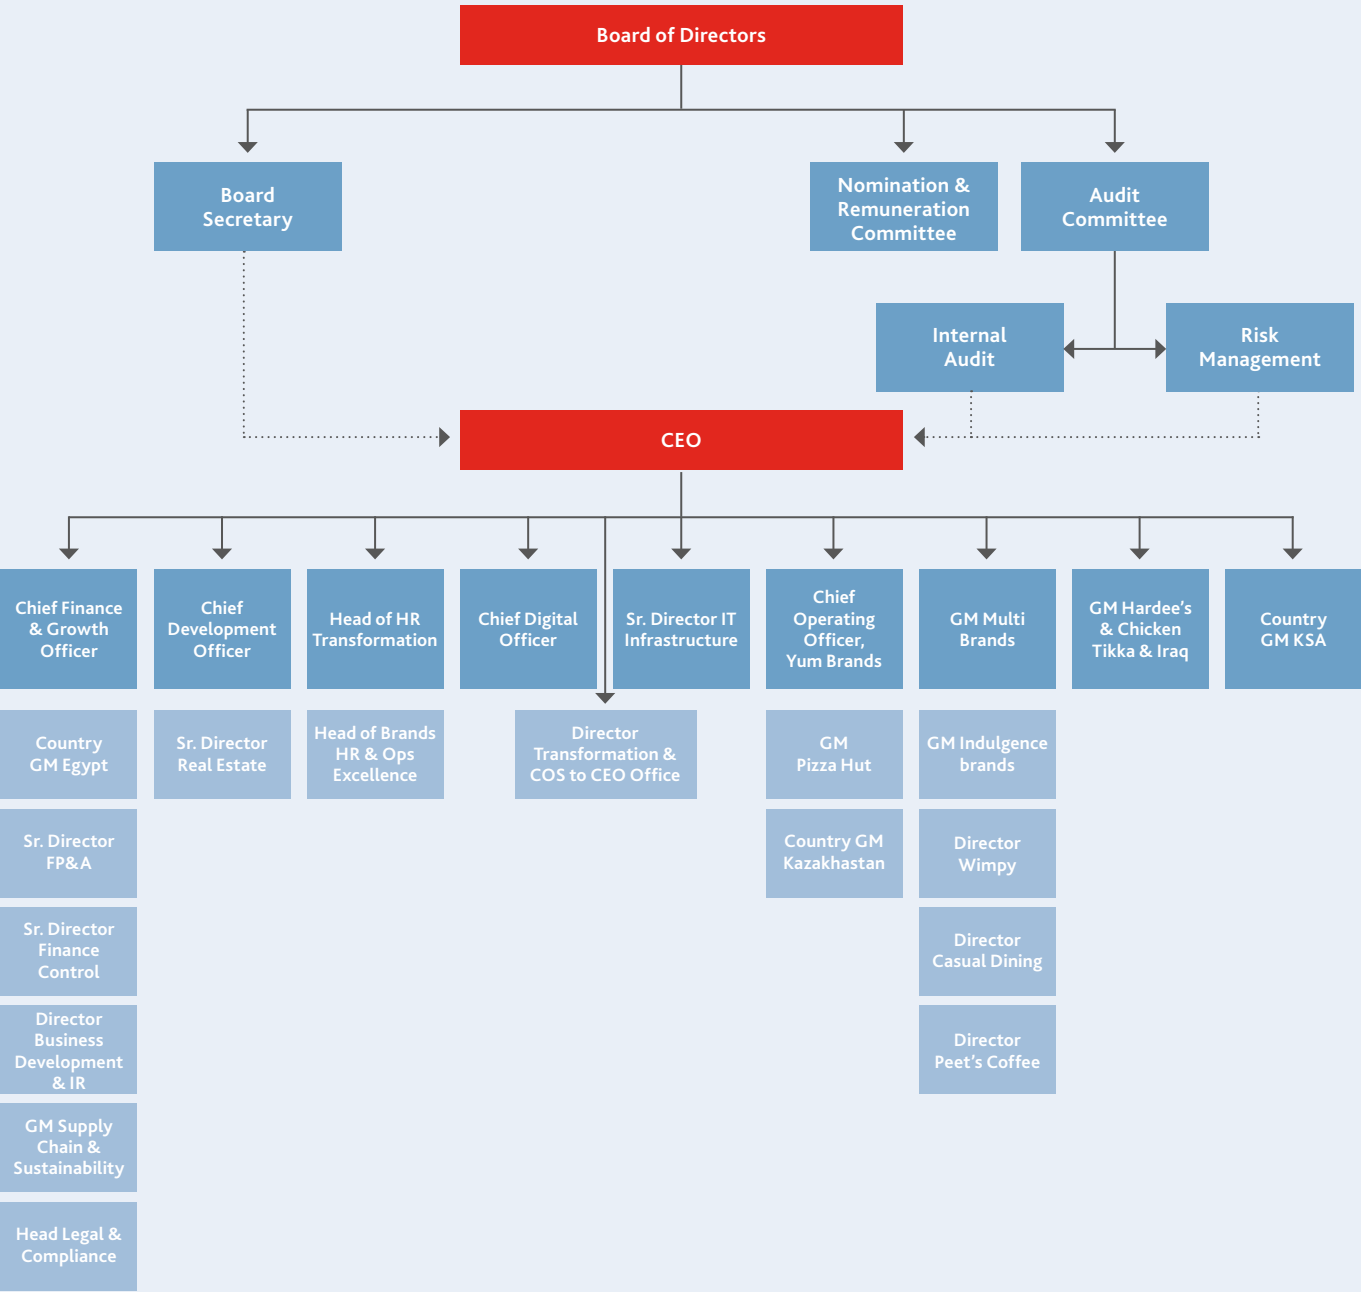 Board of Directors
Board
Secretary
Nomination &
Remuneration
Committee
Audit
Committee
Internal
Audit
Risk
Management
CEO
Chief Finance
& Growth
Officer
Chief
Development
Officer
Head of HR
Transformation
Chief Digital
Officer
Sr. Director IT
Infrastructure
Chief
Operating
Officer,
Yum Brands
GM Multi
Brands
GM Hardee's
& Chicken
Tikka & Iraq
Country
GM KSA
Country
GM Egypt
Sr. Director
Real Estate
Head of Brands
HR & Ops
Excellence
Director
Transformation &
COS to CEO Office
GM
Pizza Hut
GM Indulgence
brands
Sr. Director
FP&A
Country GM
Kazakhastan
Director
Wimpy
Sr. Director
Finance
Control
Director
Casual Dining
Director
Business
Development
& IR
Director
Peet's Coffee
GM Supply
Chain &
Sustainability
Head Legal &
Compliance